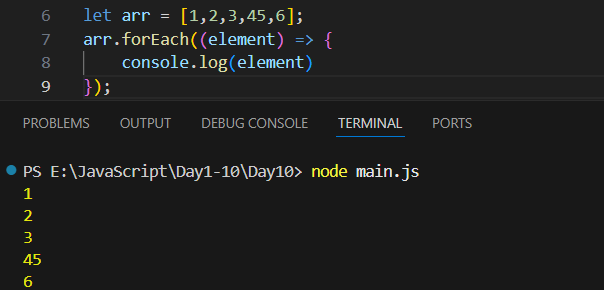 6 let arr = [1,2,3,45,6];
7 arr.forEach((element) => {
8     console.log(element)
9 });
PROBLEMS OUTPUT DEBUG CONSOLE TERMINAL PORTS
PS E:\JavaScript\Day1-10\Day10> node main.js
1
2
3
45
6